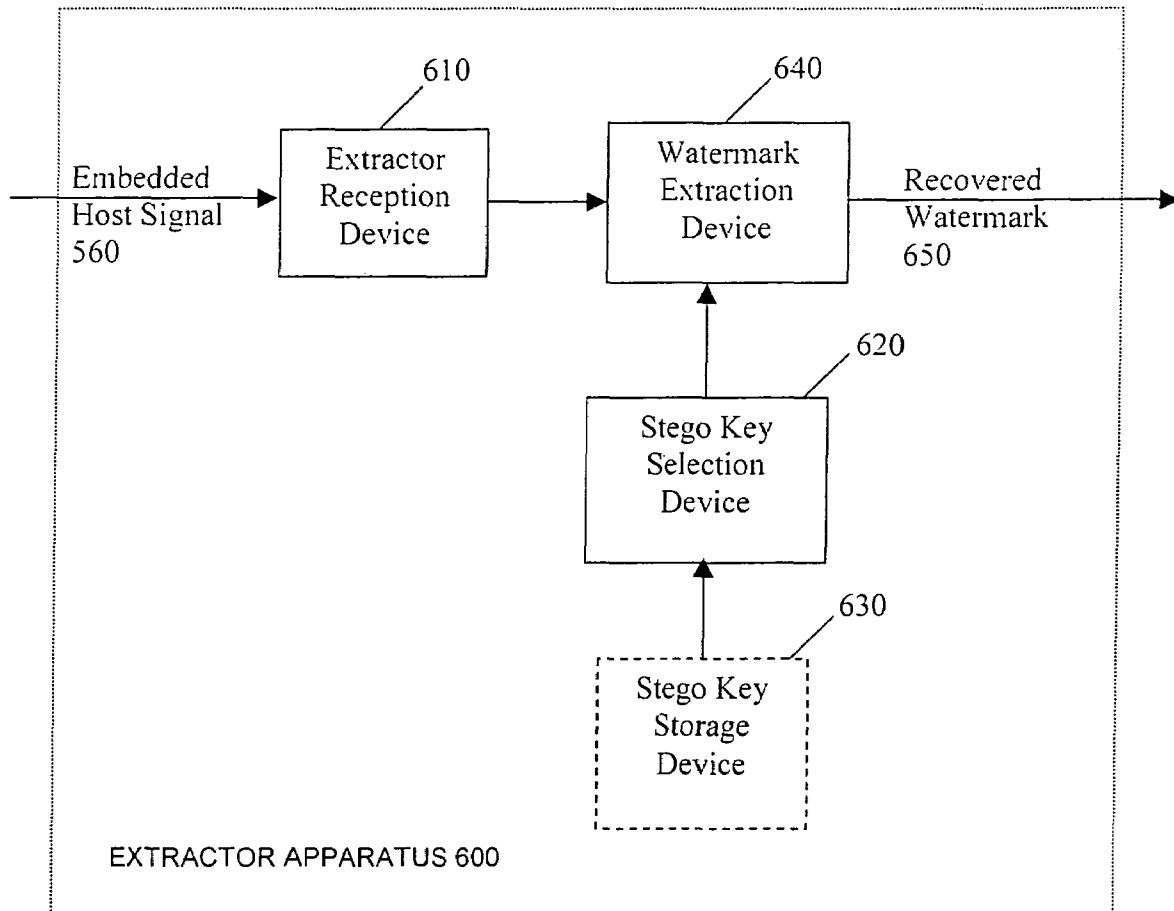 610
640
Embedded
Host Signal
560
Extractor
Reception
Device
Watermark
Extraction
Device
Recovered
Watermark
650
620
Stego Key
Selection
Device
630
Stego Key
Storage
Device
EXTRACTOR APPARATUS 600